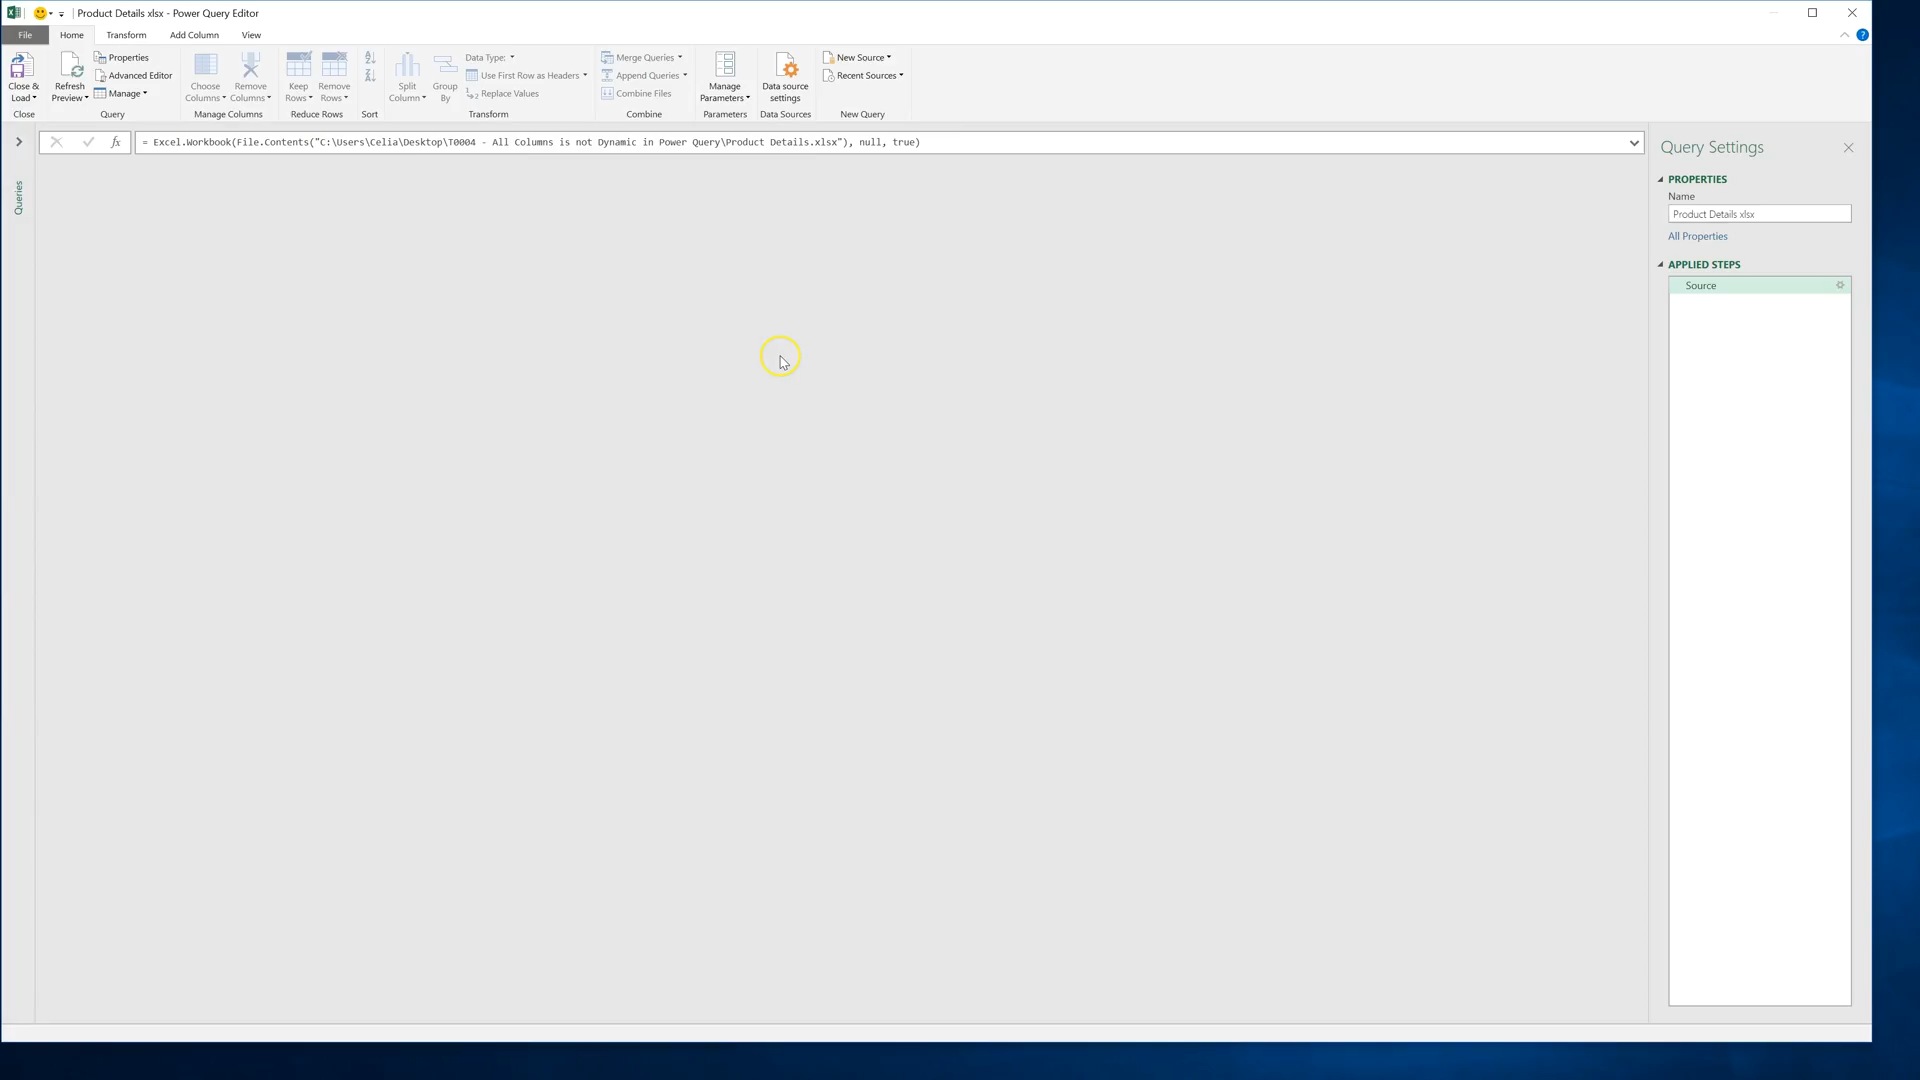 Product Details xlsx - Power Query Editor
File Home Transform Add Column View
Close & Load
Refresh Preview
Properties
Advanced Editor
Manage
Choose Columns
Remove Columns
Keep Rows
Remove Rows
Split Column
Group By
Data Type:
Use First Row as Headers
Replace Values
Merge Queries
Append Queries
Combine Files
Manage Parameters
Data source settings
New Source
Recent Sources
Close Query Manage Columns Reduce Rows Sort Transform Combine Parameters Data Sources New Query
fx = Excel.Workbook(File.Contents("C:\Users\Celia\Desktop\T0004 - All Columns is not Dynamic in Power Query\Product Details.xlsx"), null, true)
Queries
Query Settings
PROPERTIES
Name
Product Details xlsx
All Properties
APPLIED STEPS
Source